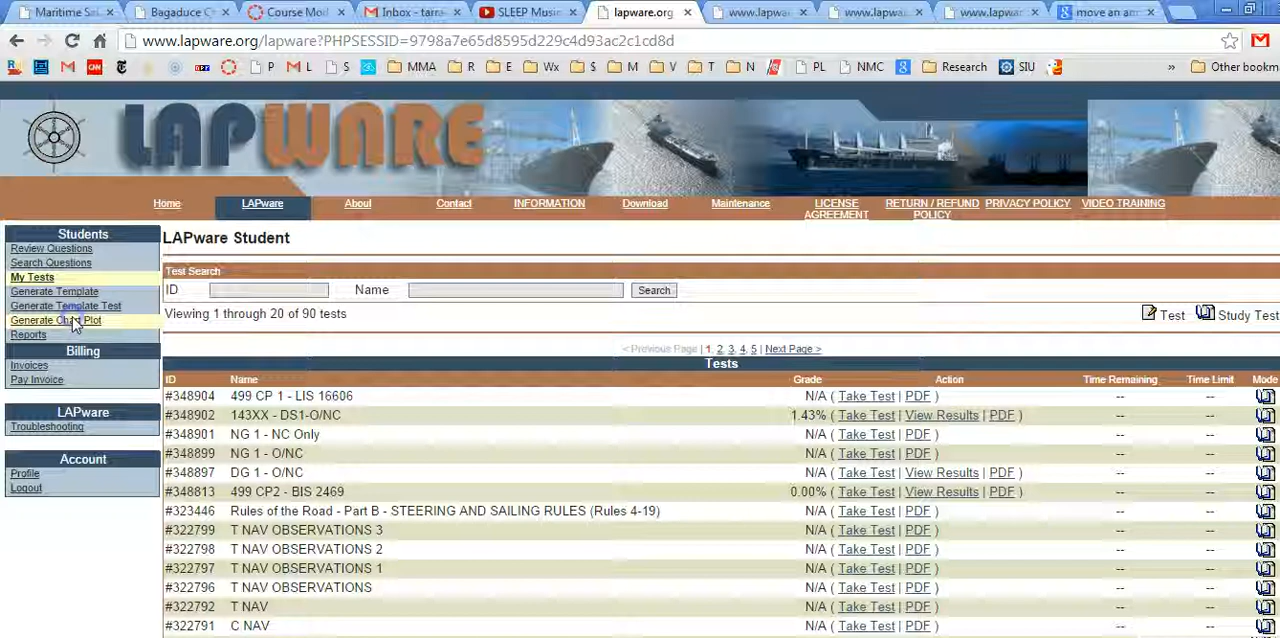 Maritime Sa
Bagaduce C
Course Mod
Inbox - tarra
YouTube SLEEP Musi
lapware.org
www.lapwa
www.lapwar
www.lapwar
move an am
www.lapware.org/lapware?PHPSESSID=9798a7e65d8595d229c4d93ac2c1cd8d
P M L S MMA R E Wx $ M V T N PL NMC Research SIU » Other bookm
LAPWARE
Home LAPware About Contact INFORMATION Download Maintenance LICENSE AGREEMENT RETURN / REFUND POLICY PRIVACY POLICY VIDEO TRAINING
Students
Review Questions
Search Questions
My Tests
Generate Template
Generate Template Test
Generate Chart Plot
Reports
Billing
Invoices
Pay Invoice
LAPware
Troubleshooting
Account
Profile
Logout
LAPware Student
Test Search
ID Name Search
Viewing 1 through 20 of 90 tests Test Study Test
< Previous Page | 1 2 3 4 5 | Next Page >
Tests
ID Name Grade Action Time Remaining Time Limit Mode
#348904 499 CP 1 - LIS 16606 N/A ( Take Test | PDF ) -- --
#348902 143XX - DS1-O/NC 1.43% ( Take Test | View Results | PDF ) -- --
#348901 NG 1 - NC Only N/A ( Take Test | PDF ) -- --
#348899 NG 1 - O/NC N/A ( Take Test | PDF ) -- --
#348897 DG 1 - O/NC N/A ( Take Test | View Results | PDF ) -- --
#348813 499 CP2 - BIS 2469 0.00% ( Take Test | View Results | PDF ) -- --
#323446 Rules of the Road - Part B - STEERING AND SAILING RULES (Rules 4-19) N/A ( Take Test | PDF ) -- --
#322799 T NAV OBSERVATIONS 3 N/A ( Take Test | PDF ) -- --
#322798 T NAV OBSERVATIONS 2 N/A ( Take Test | PDF ) -- --
#322797 T NAV OBSERVATIONS 1 N/A ( Take Test | PDF ) -- --
#322796 T NAV OBSERVATIONS N/A ( Take Test | PDF ) -- --
#322792 T NAV N/A ( Take Test | PDF ) -- --
#322791 C NAV N/A ( Take Test | PDF ) -- --